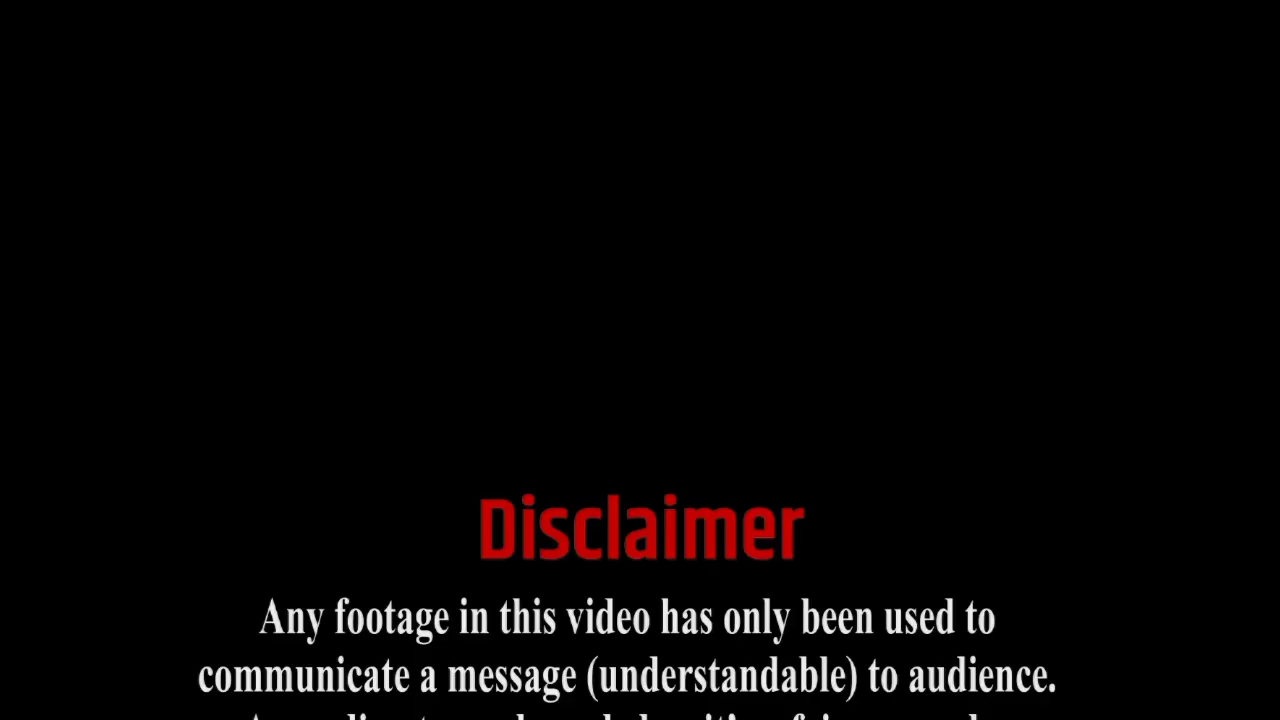 Disclaimer
Any footage in this video has only been used to
communicate a message (understandable) to audience.